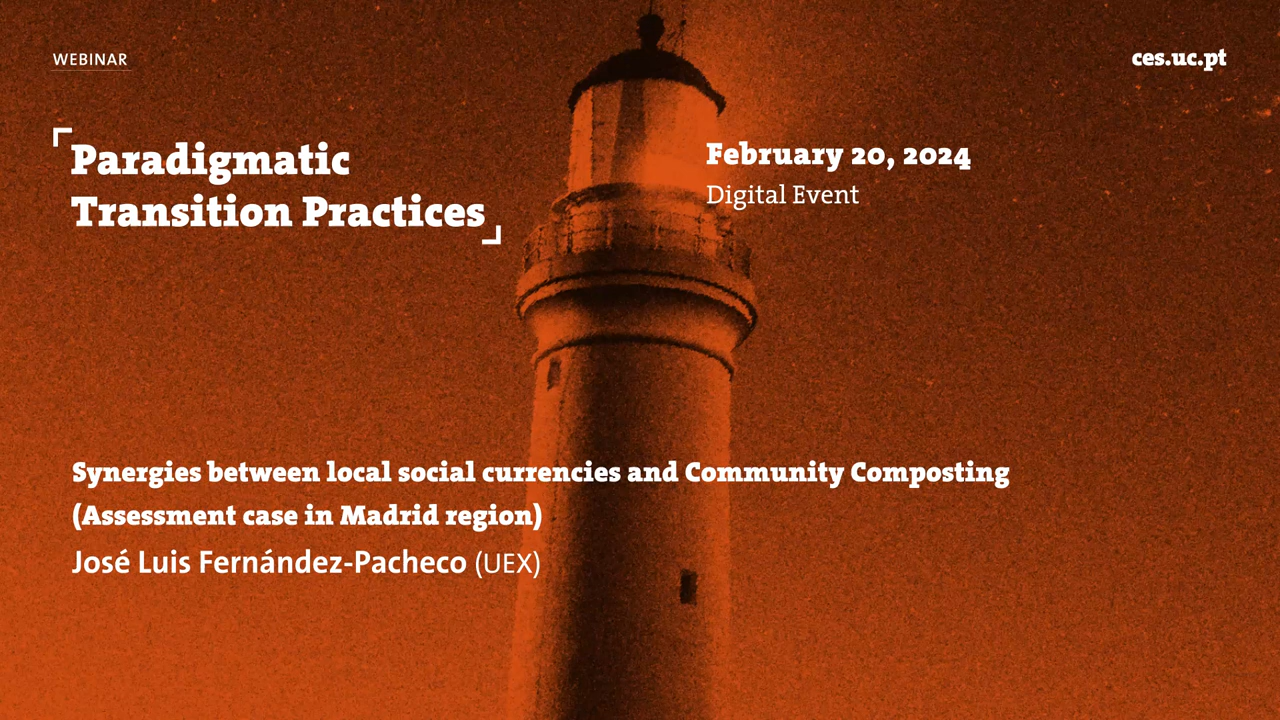 WEBINAR
ces.uc.pt
Paradigmatic
Transition Practices
February 20, 2024
Digital Event
Synergies between local social currencies and Community Composting
(Assessment case in Madrid region)
José Luis Fernández-Pacheco (UEX)